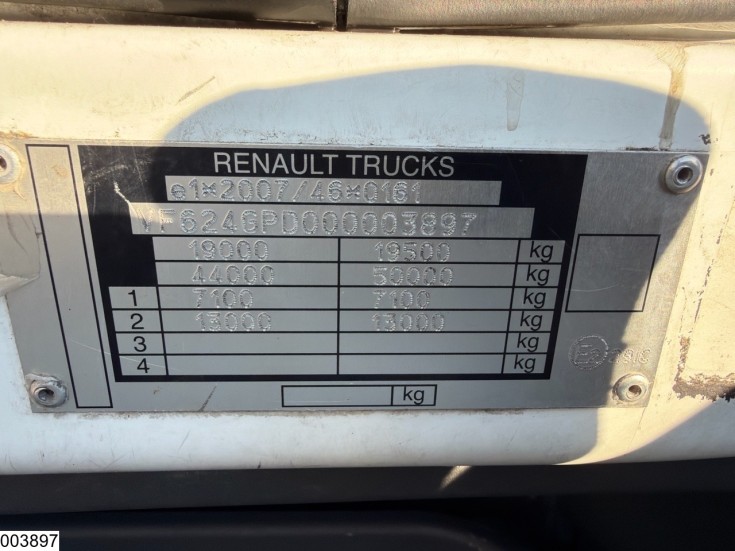 RENAULT TRUCKS
e1*2007/46*0161
VF624GPD000003897
19000 19500 kg
44000 50000 kg
1 7100 7100 kg
2 13000 13000 kg
3 kg
4 kg
kg
003897